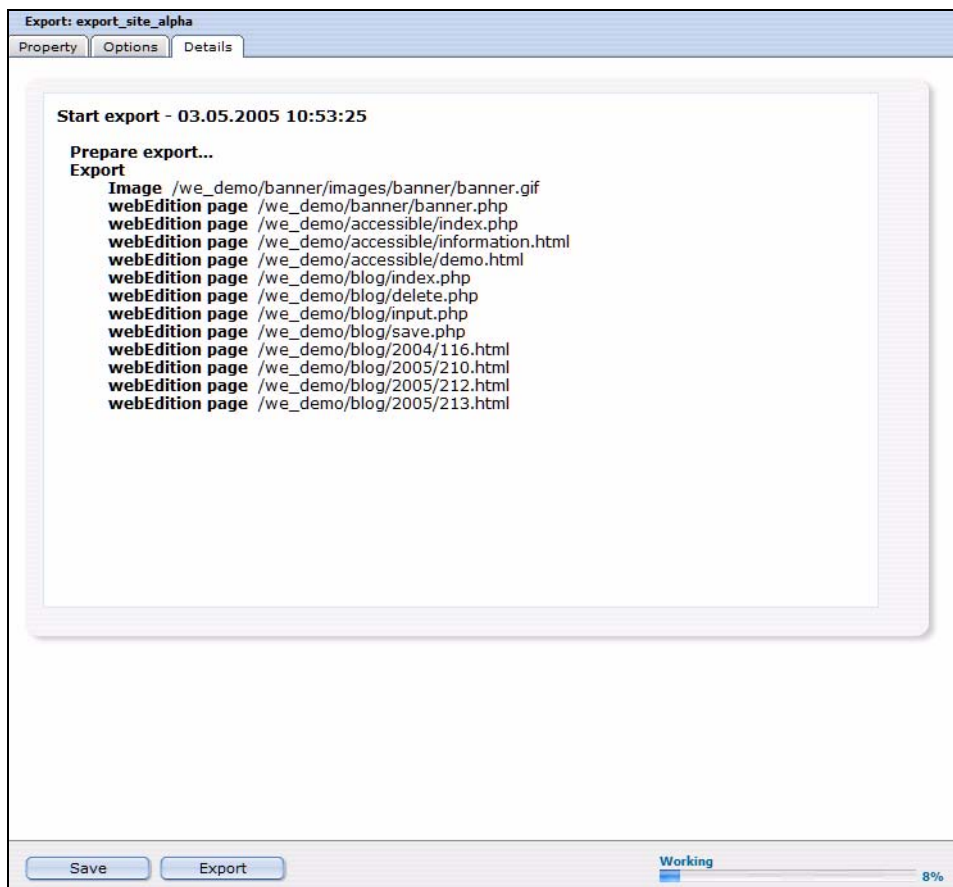 Export: export_site_alpha
Property Options Details
Start export - 03.05.2005 10:53:25
Prepare export...
Export
Image /we_demo/banner/images/banner/banner.gif
webEdition page /we_demo/banner/banner.php
webEdition page /we_demo/accessible/index.php
webEdition page /we_demo/accessible/information.html
webEdition page /we_demo/accessible/demo.html
webEdition page /we_demo/blog/index.php
webEdition page /we_demo/blog/delete.php
webEdition page /we_demo/blog/input.php
webEdition page /we_demo/blog/save.php
webEdition page /we_demo/blog/2004/116.html
webEdition page /we_demo/blog/2005/210.html
webEdition page /we_demo/blog/2005/212.html
webEdition page /we_demo/blog/2005/213.html
Save Export Working 8%